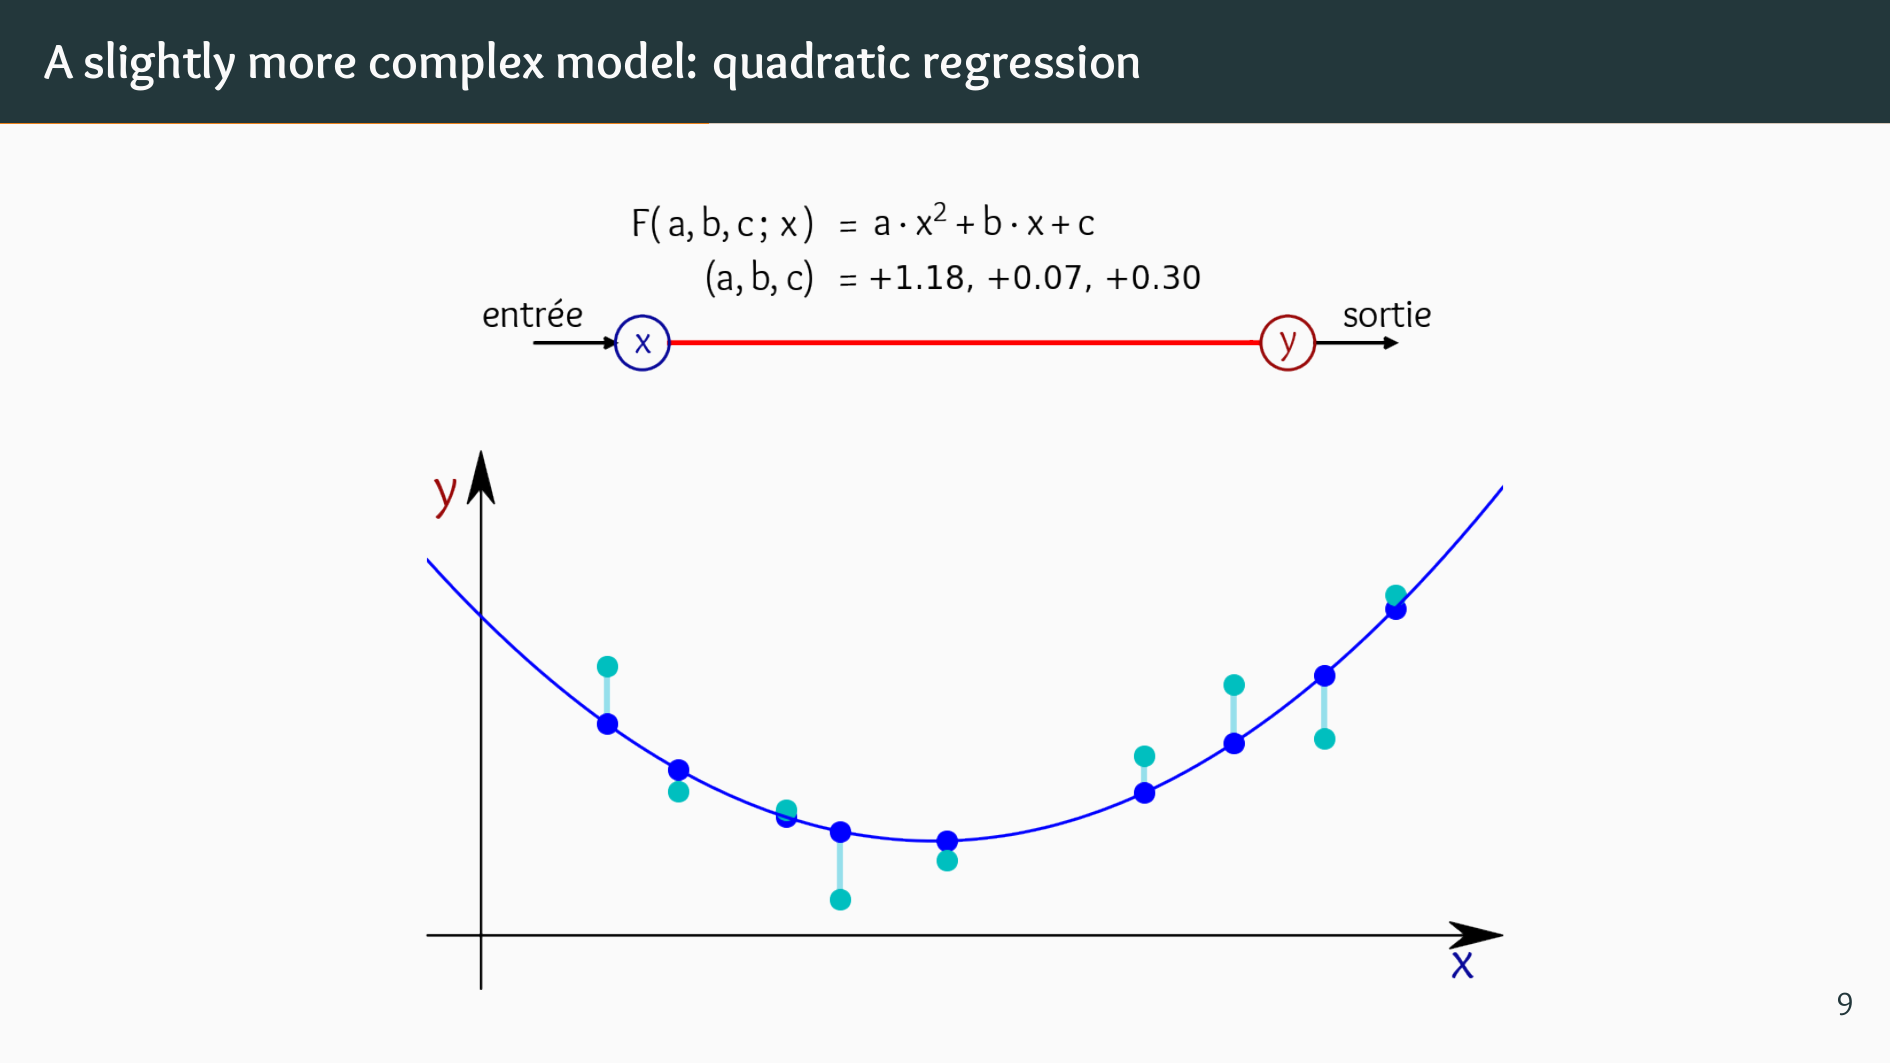 A slightly more complex model: quadratic regression
F(a, b, c; x) = a · x² + b · x + c
(a, b, c) = +1.18, +0.07, +0.30
entrée x y sortie
y
x
9